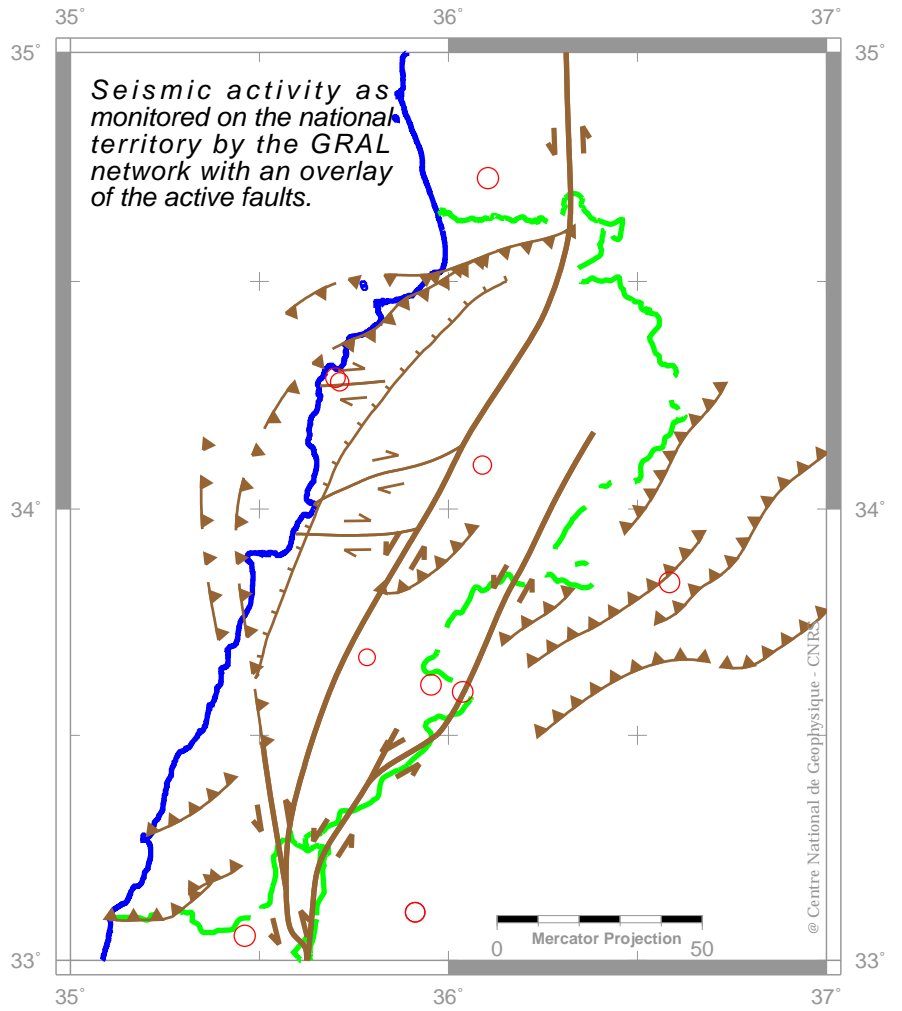 35° 36° 37°
35° 35°
Seismic activity as
monitored on the national
territory by the GRAL
network with an overlay
of the active faults.
34° 34°
@ Centre National de Geophysique - CNRS
Mercator Projection
0 50
33° 33°
35° 36° 37°